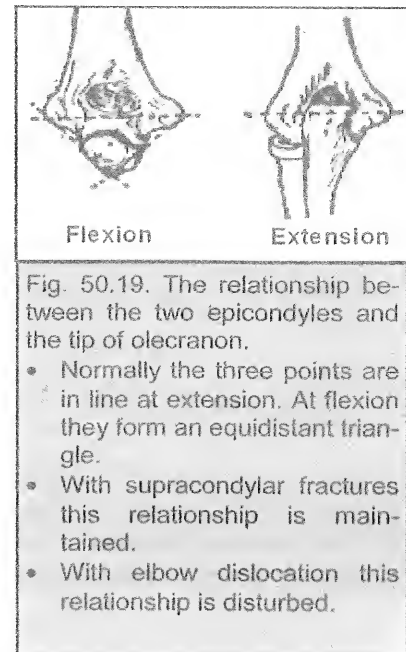 Flexion Extension
Fig. 50.19. The relationship be-
tween the two epicondyles and
the tip of olecranon.
• Normally the three points are
in line at extension. At flexion
they form an equidistant trian-
gle.
• With supracondylar fractures
this relationship is main-
tained.
• With elbow dislocation this
relationship is disturbed.